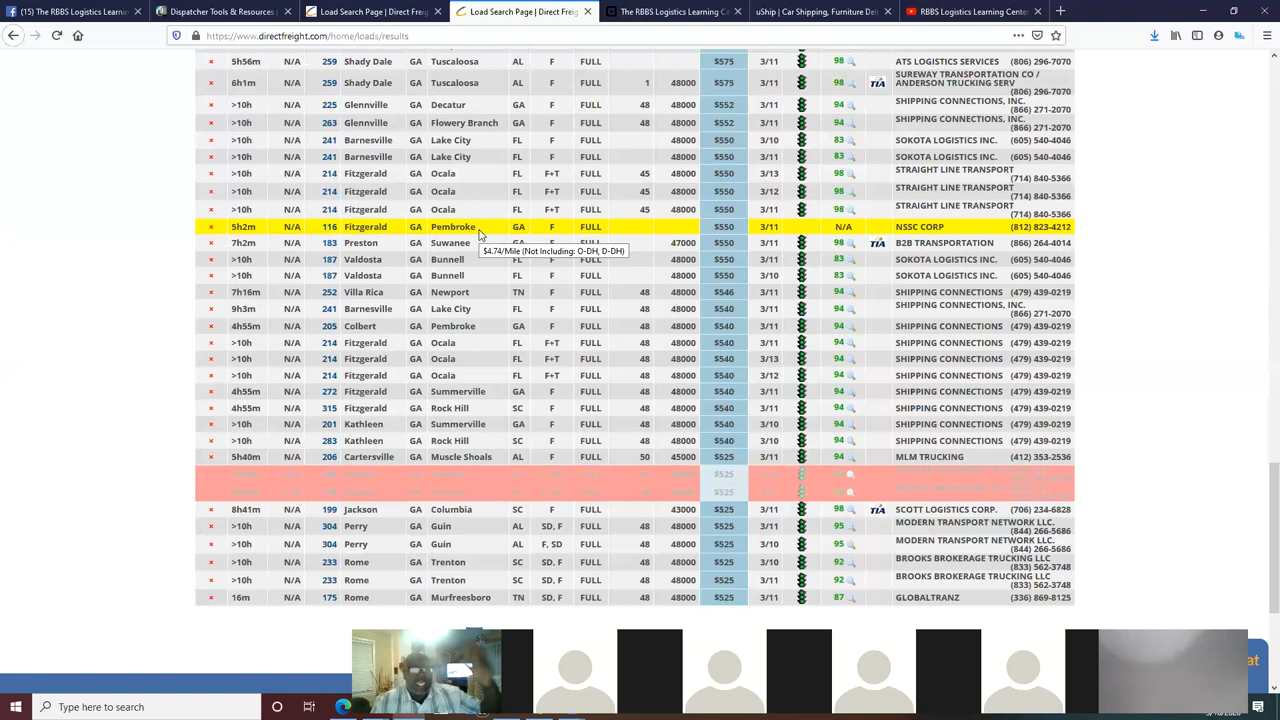 (11) The RBBS Logistics Learnin
Dispatcher Tools & Resources |
Load Search Page | Direct Freigh
Load Search Page | Direct Freig
The RBBS Logistics Learning Ce
uShip | Car Shipping, Furniture Deli
RBBS Logistics Learning Center
https://www.directfreight.com/home/loads/results
5h56m N/A 259 Shady Dale GA Tuscaloosa AL F FULL $575 3/11 98 ATS LOGISTICS SERVICES (806) 296-7070
6h1m N/A 259 Shady Dale GA Tuscaloosa AL F FULL 1 48000 $575 3/11 98 TIA SUREWAY TRANSPORTATION CO /
ANDERSON TRUCKING SERV
(806) 296-7070
>10h N/A 225 Glennville GA Decatur GA F FULL 48 48000 $552 3/11 94 SHIPPING CONNECTIONS, INC.
(866) 271-2070
>10h N/A 263 Glennville GA Flowery Branch GA F FULL 48 48000 $552 3/11 94 SHIPPING CONNECTIONS, INC.
(866) 271-2070
>10h N/A 241 Barnesville GA Lake City FL F FULL 48000 $550 3/10 83 SOKOTA LOGISTICS INC. (605) 540-4046
>10h N/A 241 Barnesville GA Lake City FL F FULL 48000 $550 3/11 83 SOKOTA LOGISTICS INC. (605) 540-4046
>10h N/A 214 Fitzgerald GA Ocala FL F+T FULL 45 48000 $550 3/13 98 STRAIGHT LINE TRANSPORT
(714) 840-5366
>10h N/A 214 Fitzgerald GA Ocala FL F+T FULL 45 48000 $550 3/12 98 STRAIGHT LINE TRANSPORT
(714) 840-5366
>10h N/A 214 Fitzgerald GA Ocala FL F+T FULL 45 48000 $550 3/11 98 STRAIGHT LINE TRANSPORT
(714) 840-5366
5h2m N/A 116 Fitzgerald GA Pembroke GA F FULL $550 3/11 N/A NSSC CORP (812) 823-4212
7h2m N/A 183 Preston GA Suwanee GA F FULL 47000 $550 3/11 98 TIA B2B TRANSPORTATION (866) 264-4014
$4.74/Mile (Not Including: O-DH, D-DH)
>10h N/A 187 Valdosta GA Bunnell FL F FULL 48000 $550 3/11 83 SOKOTA LOGISTICS INC. (605) 540-4046
>10h N/A 187 Valdosta GA Bunnell FL F FULL 48000 $550 3/10 83 SOKOTA LOGISTICS INC. (605) 540-4046
7h16m N/A 252 Villa Rica GA Newport TN F FULL 48 48000 $546 3/11 94 SHIPPING CONNECTIONS (479) 439-0219
9h3m N/A 241 Barnesville GA Lake City FL F FULL 48 48000 $540 3/11 94 SHIPPING CONNECTIONS, INC.
(866) 271-2070
4h55m N/A 205 Colbert GA Pembroke GA F FULL 48 48000 $540 3/11 94 SHIPPING CONNECTIONS (479) 439-0219
>10h N/A 214 Fitzgerald GA Ocala FL F+T FULL 48 48000 $540 3/11 94 SHIPPING CONNECTIONS (479) 439-0219
>10h N/A 214 Fitzgerald GA Ocala FL F+T FULL 48 48000 $540 3/13 94 SHIPPING CONNECTIONS (479) 439-0219
>10h N/A 214 Fitzgerald GA Ocala FL F+T FULL 48 48000 $540 3/12 94 SHIPPING CONNECTIONS (479) 439-0219
4h55m N/A 272 Fitzgerald GA Summerville GA F FULL 48 48000 $540 3/11 94 SHIPPING CONNECTIONS (479) 439-0219
4h55m N/A 315 Fitzgerald GA Rock Hill SC F FULL 48 48000 $540 3/11 94 SHIPPING CONNECTIONS (479) 439-0219
>10h N/A 201 Kathleen GA Summerville GA F FULL 48 48000 $540 3/10 94 SHIPPING CONNECTIONS (479) 439-0219
>10h N/A 283 Kathleen GA Rock Hill SC F FULL 48 48000 $540 3/10 94 SHIPPING CONNECTIONS (479) 439-0219
5h40m N/A 206 Cartersville GA Muscle Shoals AL F FULL 50 45000 $525 3/11 94 MLM TRUCKING (412) 353-2536
$525
$525
8h41m N/A 199 Jackson GA Columbia SC F FULL 43000 $525 3/11 98 TIA SCOTT LOGISTICS CORP. (706) 234-6828
>10h N/A 304 Perry GA Guin AL SD, F FULL 48 48000 $525 3/11 95 MODERN TRANSPORT NETWORK LLC.
(844) 266-5686
>10h N/A 304 Perry GA Guin AL F, SD FULL 48 48000 $525 3/10 95 MODERN TRANSPORT NETWORK LLC.
(844) 266-5686
>10h N/A 233 Rome GA Trenton SC SD, F FULL 48 48000 $525 3/10 92 BROOKS BROKERAGE TRUCKING LLC
(833) 562-3748
>10h N/A 233 Rome GA Trenton SC SD, F FULL 48 48000 $525 3/11 92 BROOKS BROKERAGE TRUCKING LLC
(833) 562-3748
16m N/A 175 Rome GA Murfreesboro TN SD, F FULL 48 48000 $525 3/11 87 GLOBALTRANZ (336) 869-8125
at
Type here to search